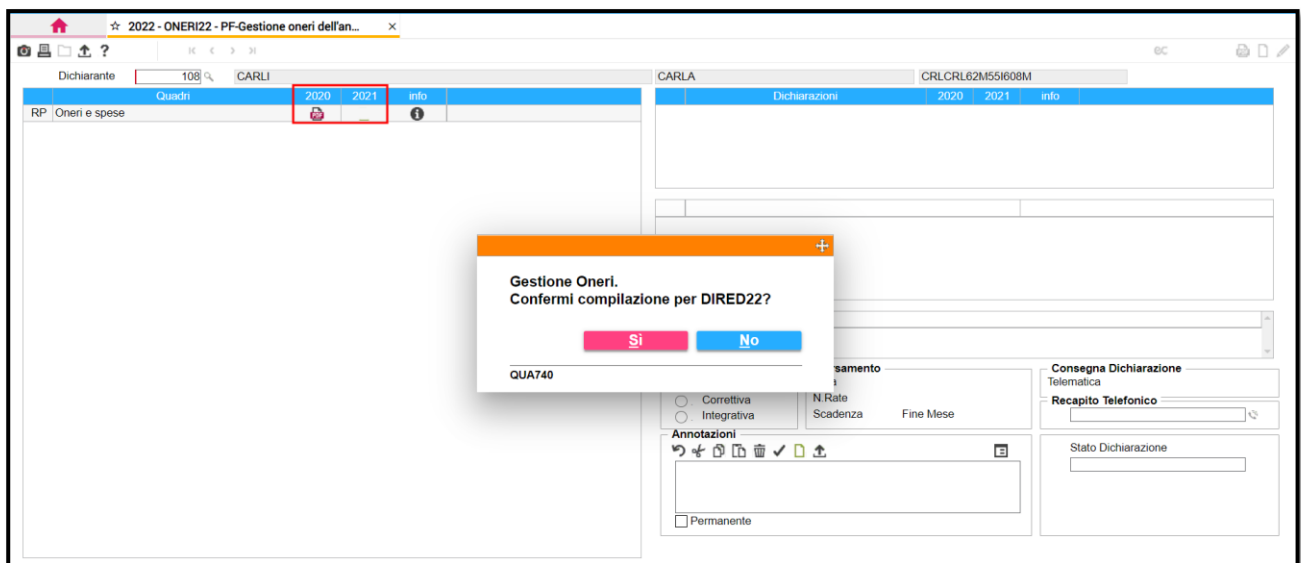 ☆ 2022 - ONERI22 - PF-Gestione oneri dell'an... ×
?
ec
Dichiarante 108 CARLI CARLA CRLCRL62M55I608M
Quadri 2020 2021 info
RP Oneri e spese PDF _
Dichiarazioni 2020 2021 info
Gestione Oneri.
Confermi compilazione per DIRED22?
Sì No
QUA740
Correttiva
Integrativa
N.Rate
Scadenza Fine Mese
Consegna Dichiarazione
Telematica
Recapito Telefonico
Annotazioni
Permanente
Stato Dichiarazione